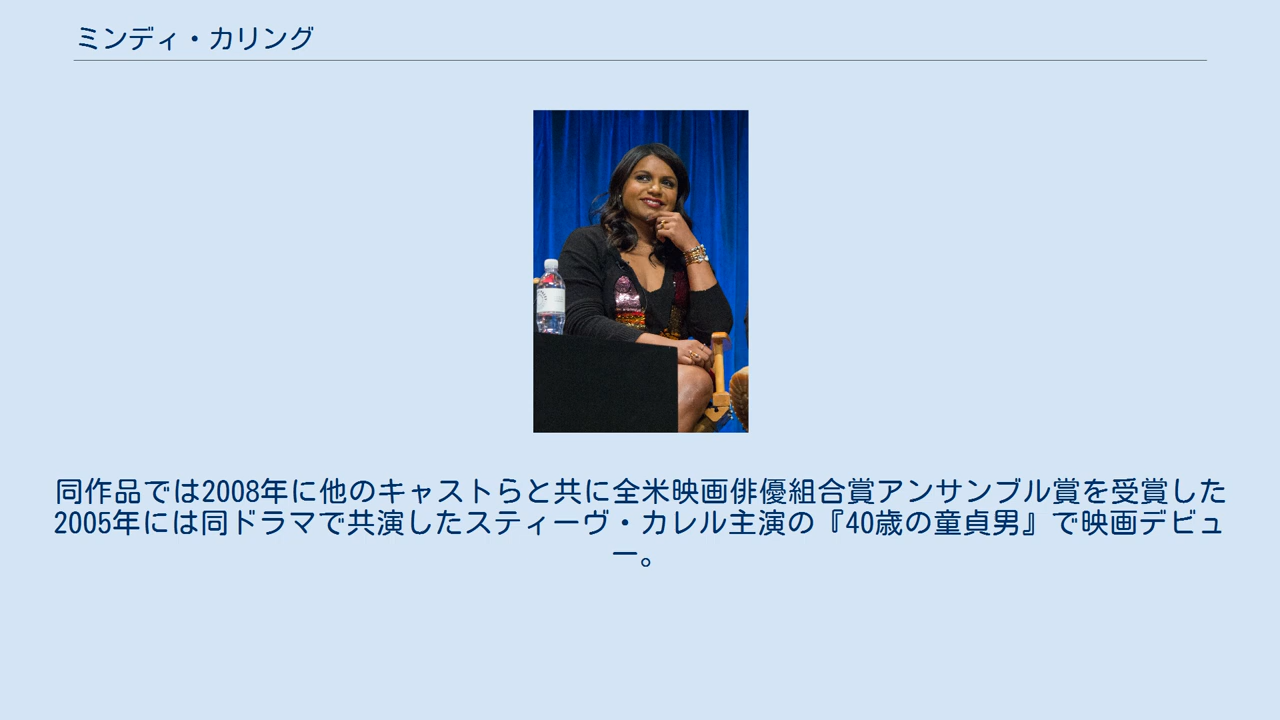 ミンディ・カリング
同作品では2008年に他のキャストらと共に全米映画俳優組合賞アンサンブル賞を受賞した
2005年には同ドラマで共演したスティーヴ・カレル主演の『40歳の童貞男』で映画デビュ
ー。